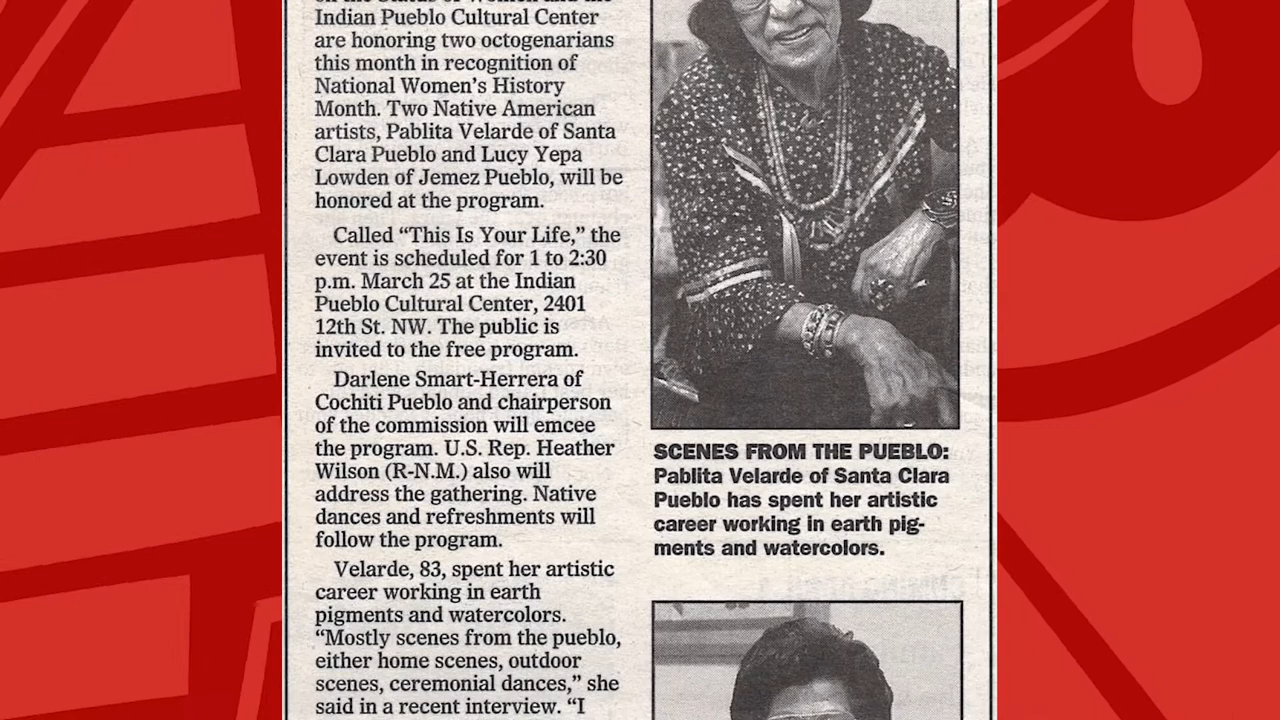 on the Status of Women and the
Indian Pueblo Cultural Center
are honoring two octogenarians
this month in recognition of
National Women's History
Month. Two Native American
artists, Pablita Velarde of Santa
Clara Pueblo and Lucy Yepa
Lowden of Jemez Pueblo, will be
honored at the program.
Called “This Is Your Life,” the
event is scheduled for 1 to 2:30
p.m. March 25 at the Indian
Pueblo Cultural Center, 2401
12th St. NW. The public is
invited to the free program.
Darlene Smart-Herrera of
Cochiti Pueblo and chairperson
of the commission will emcee
the program. U.S. Rep. Heather
Wilson (R-N.M.) also will
address the gathering. Native
dances and refreshments will
follow the program.
Velarde, 83, spent her artistic
career working in earth
pigments and watercolors.
“Mostly scenes from the pueblo,
either home scenes, outdoor
scenes, ceremonial dances,” she
said in a recent interview. “I
SCENES FROM THE PUEBLO:
Pablita Velarde of Santa Clara
Pueblo has spent her artistic
career working in earth pig-
ments and watercolors.